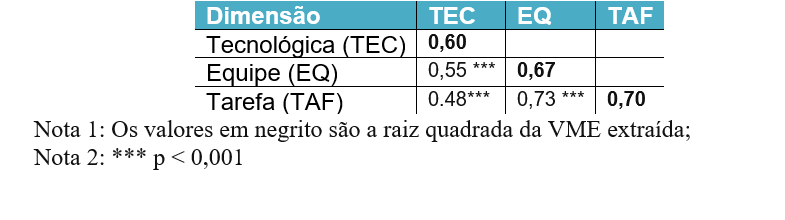 Dimensão TEC EQ TAF
Tecnológica (TEC) 0,60
Equipe (EQ) 0,55 *** 0,67
Tarefa (TAF) 0.48*** 0,73 *** 0,70
Nota 1: Os valores em negrito são a raiz quadrada da VME extraída;
Nota 2: *** p < 0,001